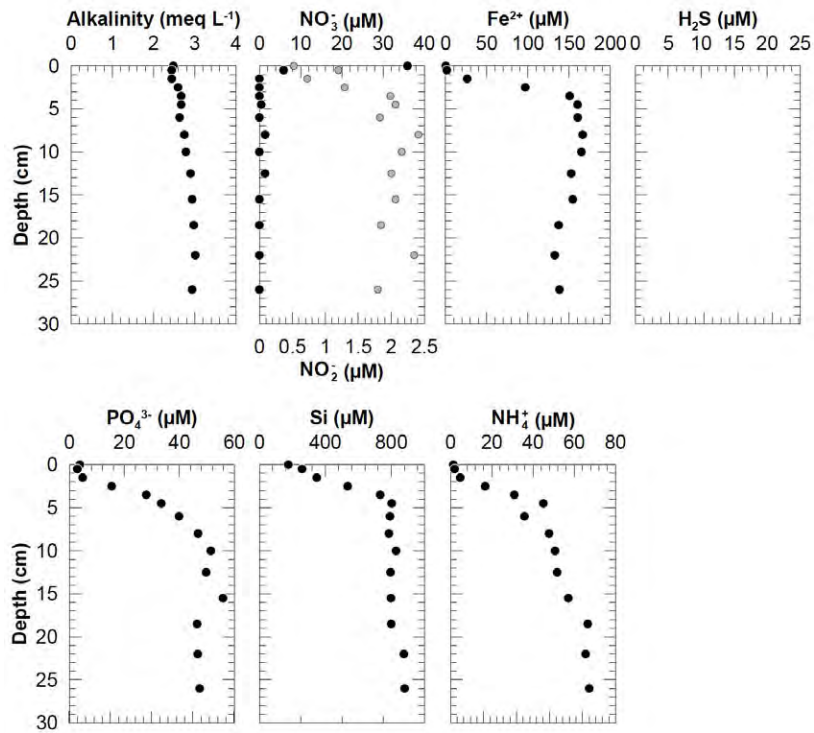 Alkalinity (meq L⁻¹) NO₃⁻ (µM) Fe²⁺ (µM) H₂S (µM)
0 1 2 3 4 0 10 20 30 40 0 50 100 150 200 0 5 10 15 20 25
0
5
10
15
20
25
30
Depth (cm)
0 0.5 1 1.5 2 2.5
NO₂⁻ (µM)
PO₄³⁻ (µM) Si (µM) NH₄⁺ (µM)
0 20 40 60 0 400 800 0 20 40 60 80
0
5
10
15
20
25
30
Depth (cm)